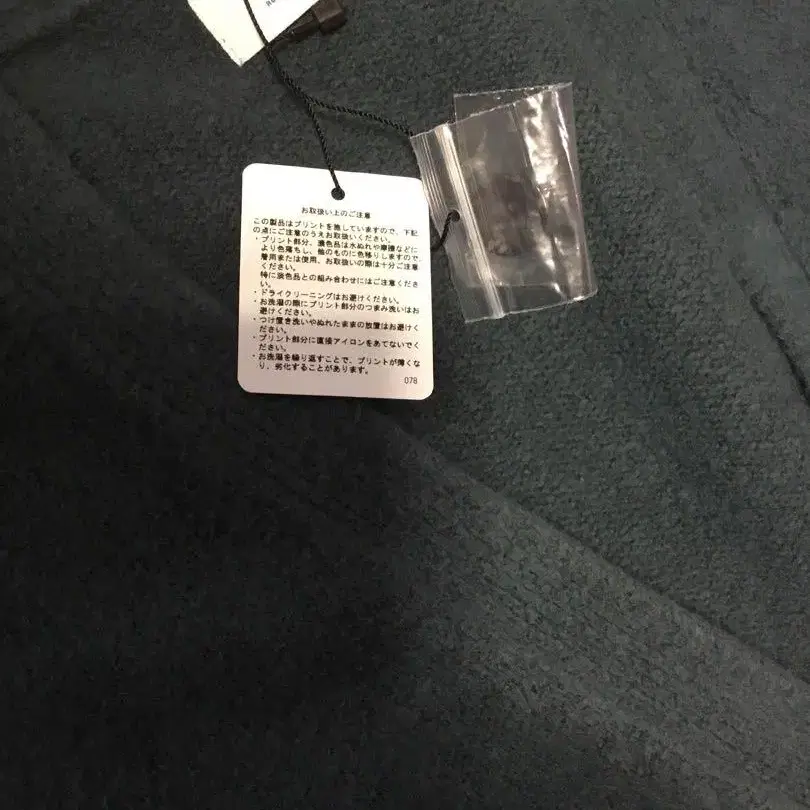 お取扱い上のご注意
この製品はプリントを施していますので、下記
の点にご注意のうえお取扱いください。
・プリント部分、濃色品は水ぬれや摩擦などに
より色落ちし、他のものに色移りしますので、
着用または使用、お取扱いの際は十分ご注意
ください。
特に淡色品との組み合わせにはご注意くださ
い。
・ドライクリーニングはお避けください。
・お洗濯の際にプリント部分のつまみ洗いはお
避けください。
・つけ置き洗いやぬれたままの放置はお避けく
ださい。
・プリント部分に直接アイロンをあてないでく
ださい。
・お洗濯を繰り返すことで、プリントが薄くな
り、劣化することがあります。
078